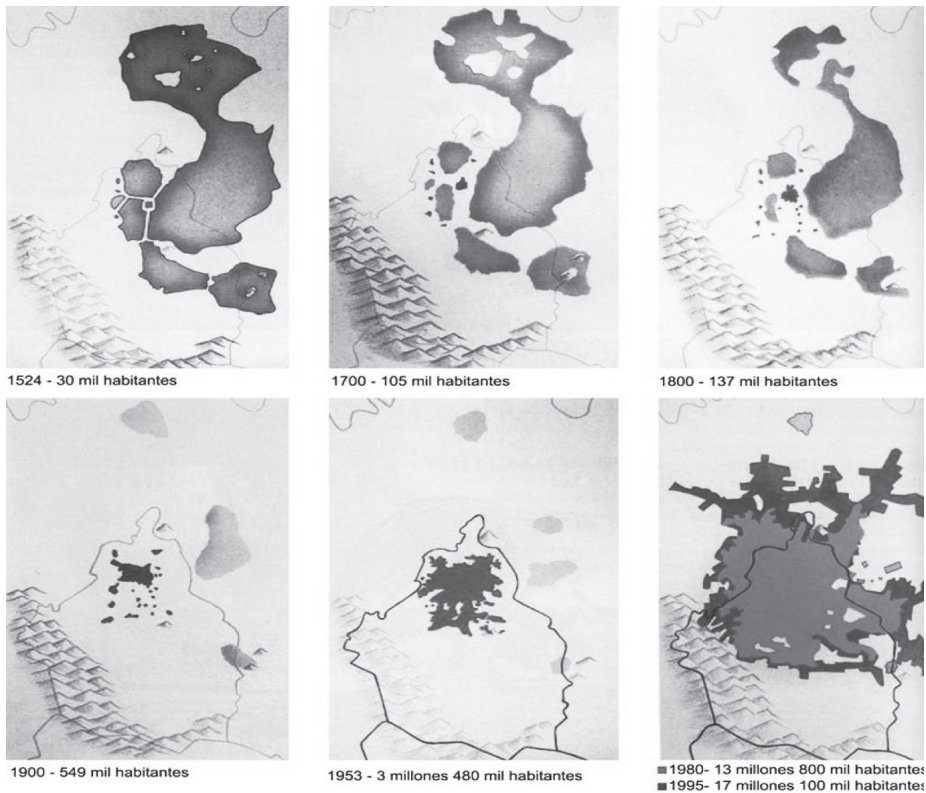 1524 - 30 mil habitantes
1700 - 105 mil habitantes
1800 - 137 mil habitantes
1900 - 549 mil habitantes
1953 - 3 millones 480 mil habitantes
1980- 13 millones 800 mil habitantes
1995- 17 millones 100 mil habitantes